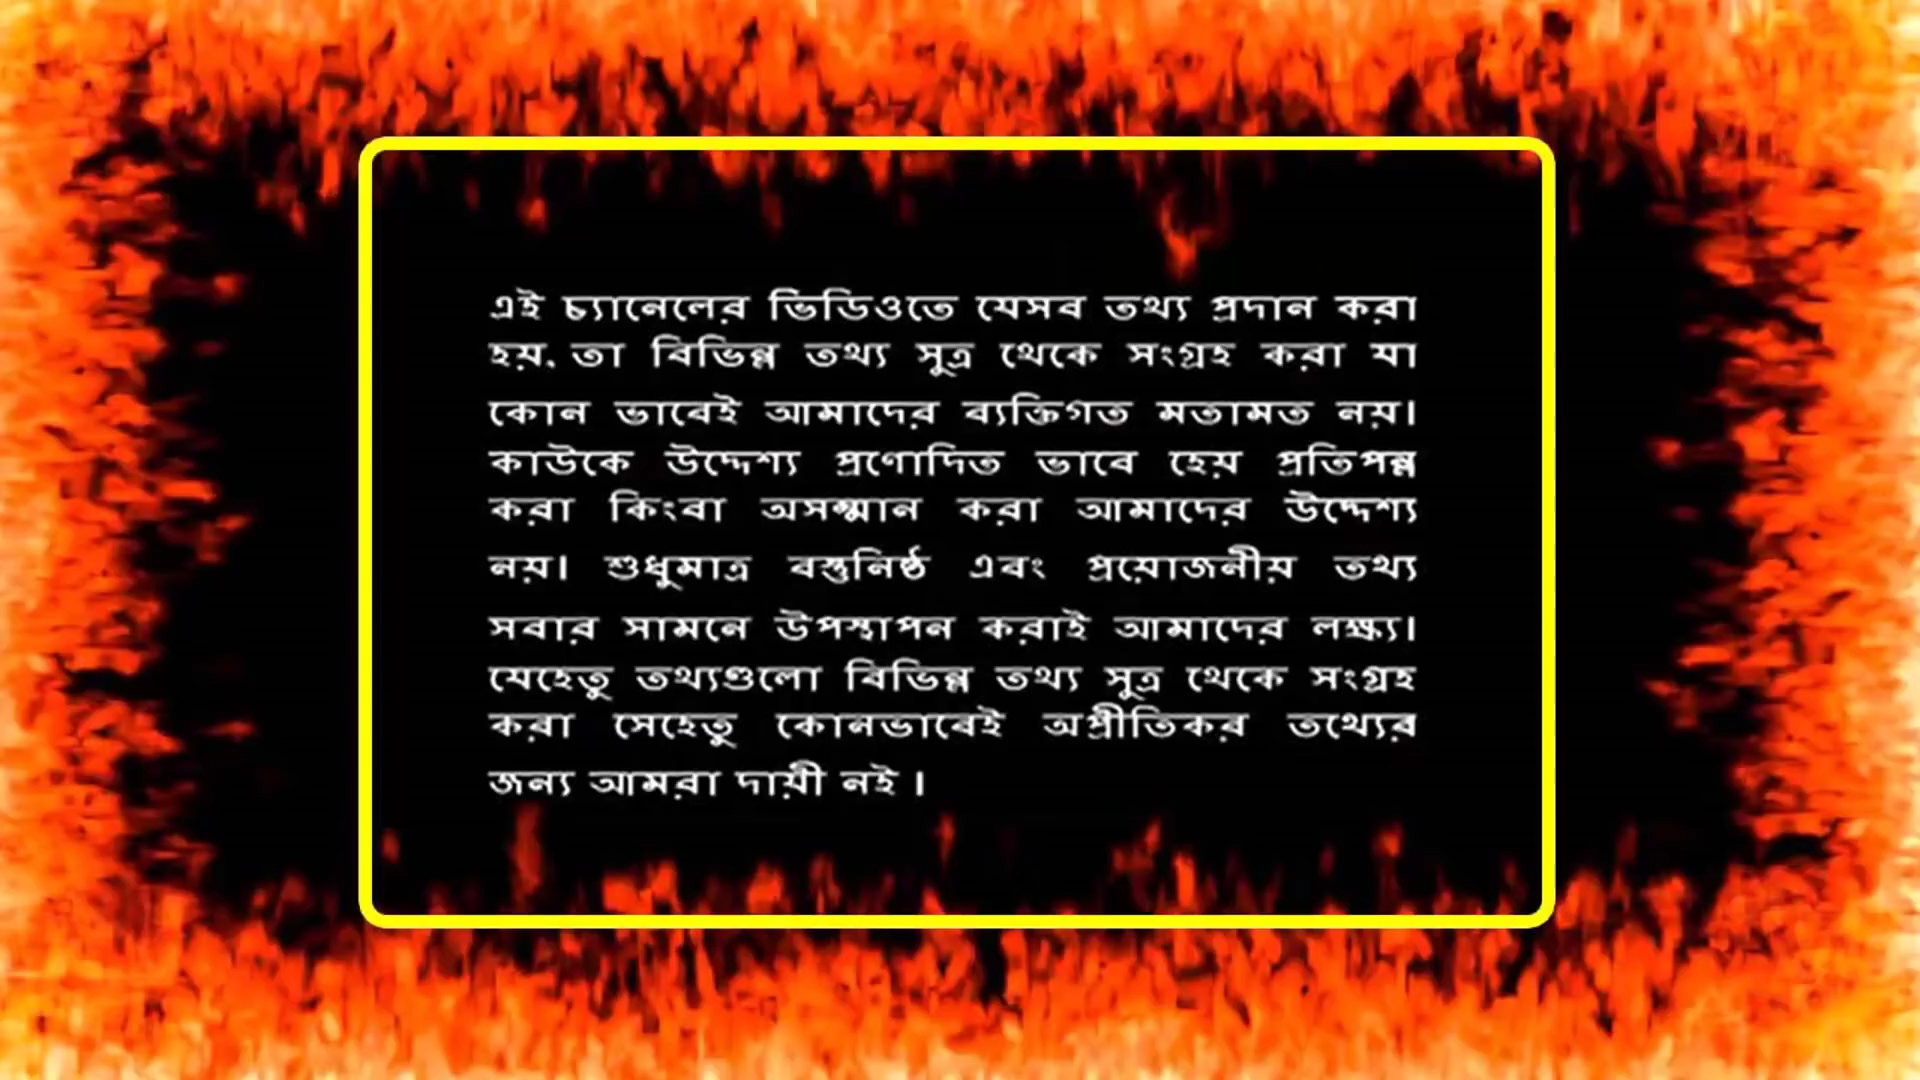 এই চ্যানেলের ভিডিওতে যেসব তথ্য প্রদান করা
হয়, তা বিভিন্ন তথ্য সুত্র থেকে সংগ্রহ করা যা
কোন ভাবেই আমাদের ব্যক্তিগত মতামত নয়।
কাউকে উদ্দেশ্য প্রণোদিত ভাবে হেয় প্রতিপন্ন
করা কিংবা অসম্মান করা আমাদের উদ্দেশ্য
নয়। শুধুমাত্র বস্তুনিষ্ঠ এবং প্রয়োজনীয় তথ্য
সবার সামনে উপস্থাপন করাই আমাদের লক্ষ্য।
যেহেতু তথ্যগুলো বিভিন্ন তথ্য সুত্র থেকে সংগ্রহ
করা সেহেতু কোনভাবেই অপ্রীতিকর তথ্যের
জন্য আমরা দায়ী নই ।